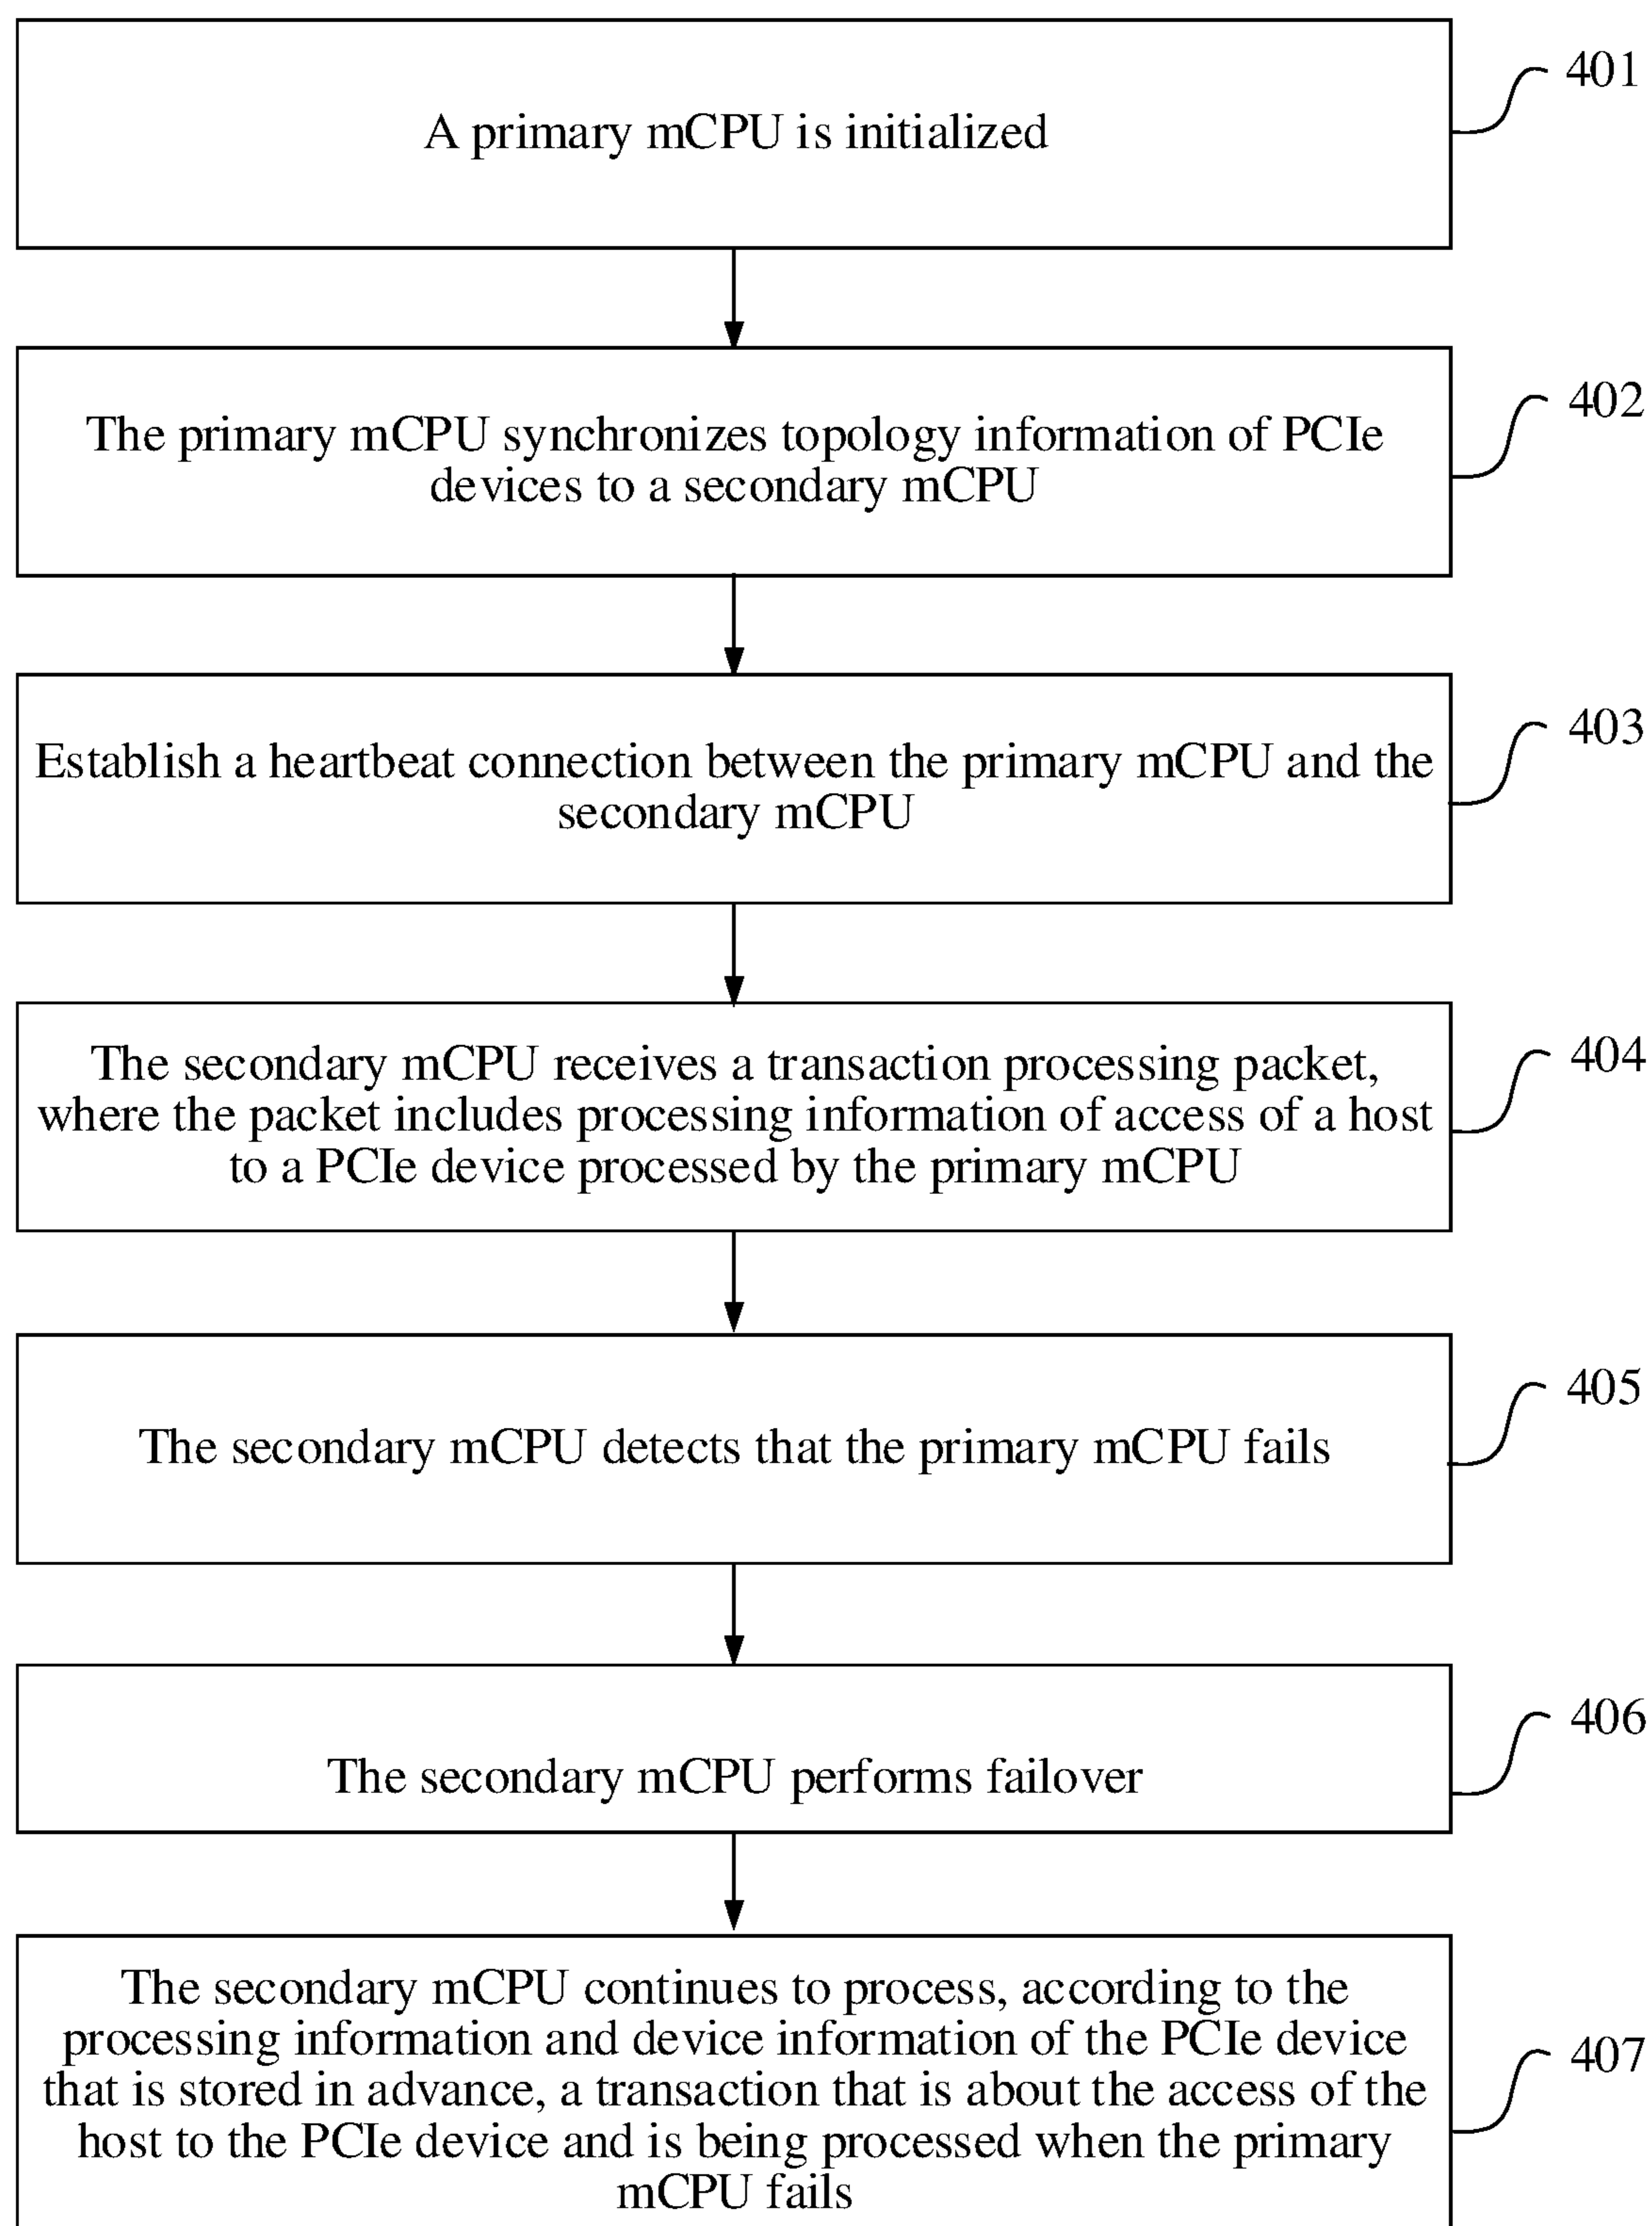 A primary mCPU is initialized
401
The primary mCPU synchronizes topology information of PCIe
devices to a secondary mCPU
402
Establish a heartbeat connection between the primary mCPU and the
secondary mCPU
403
The secondary mCPU receives a transaction processing packet,
where the packet includes processing information of access of a host
to a PCIe device processed by the primary mCPU
404
The secondary mCPU detects that the primary mCPU fails
405
The secondary mCPU performs failover
406
The secondary mCPU continues to process, according to the
processing information and device information of the PCIe device
that is stored in advance, a transaction that is about the access of the
host to the PCIe device and is being processed when the primary
mCPU fails
407